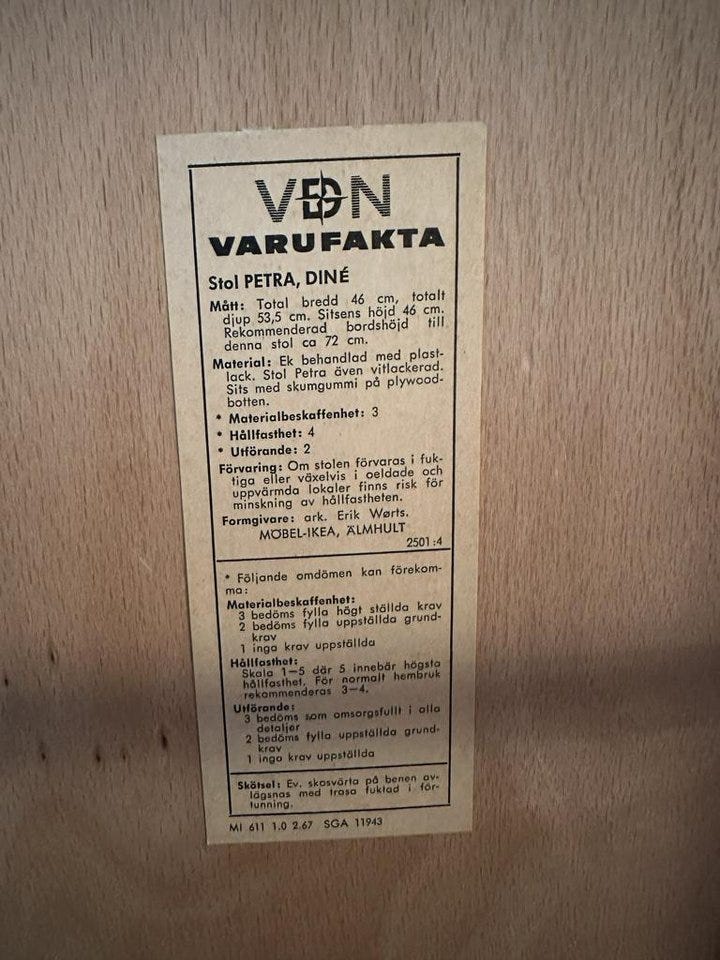 VDN
VARUFAKTA
Stol PETRA, DINÉ
Mått: Total bredd 46 cm, totalt
djup 53,5 cm. Sitsens höjd 46 cm.
Rekommenderad bordshöjd till
denna stol ca 72 cm.
Material: Ek behandlad med plast-
lack. Stol Petra även vitlackerad.
Sits med skumgummi på plywood-
botten.
* Materialbeskaffenhet: 3
* Hållfasthet: 4
* Utförande: 2
Förvaring: Om stolen förvaras i fuk-
tiga eller växelvis i oeldade och
uppvärmda lokaler finns risk för
minskning av hållfastheten.
Formgivare: ark. Erik Wørts.
MÖBEL-IKEA, ÄLMHULT
2501:4
* Följande omdömen kan förekom-
ma:
Materialbeskaffenhet:
3 bedöms fylla högt ställda krav
2 bedöms fylla uppställda grund-
krav
1 inga krav uppställda
Hållfasthet:
Skala 1—5 där 5 innebär högsta
hållfasthet. För normalt hembruk
rekommenderas 3—4.
Utförande:
3 bedöms som omsorgsfullt i alla
detaljer
2 bedöms fylla uppställda grund-
krav
1 inga krav uppställda
Skötsel: Ev. skosvärta på benen av-
lägsnas med trasa fuktad i för-
tunning.
MI 611 1.0 2.67 SGA 11943